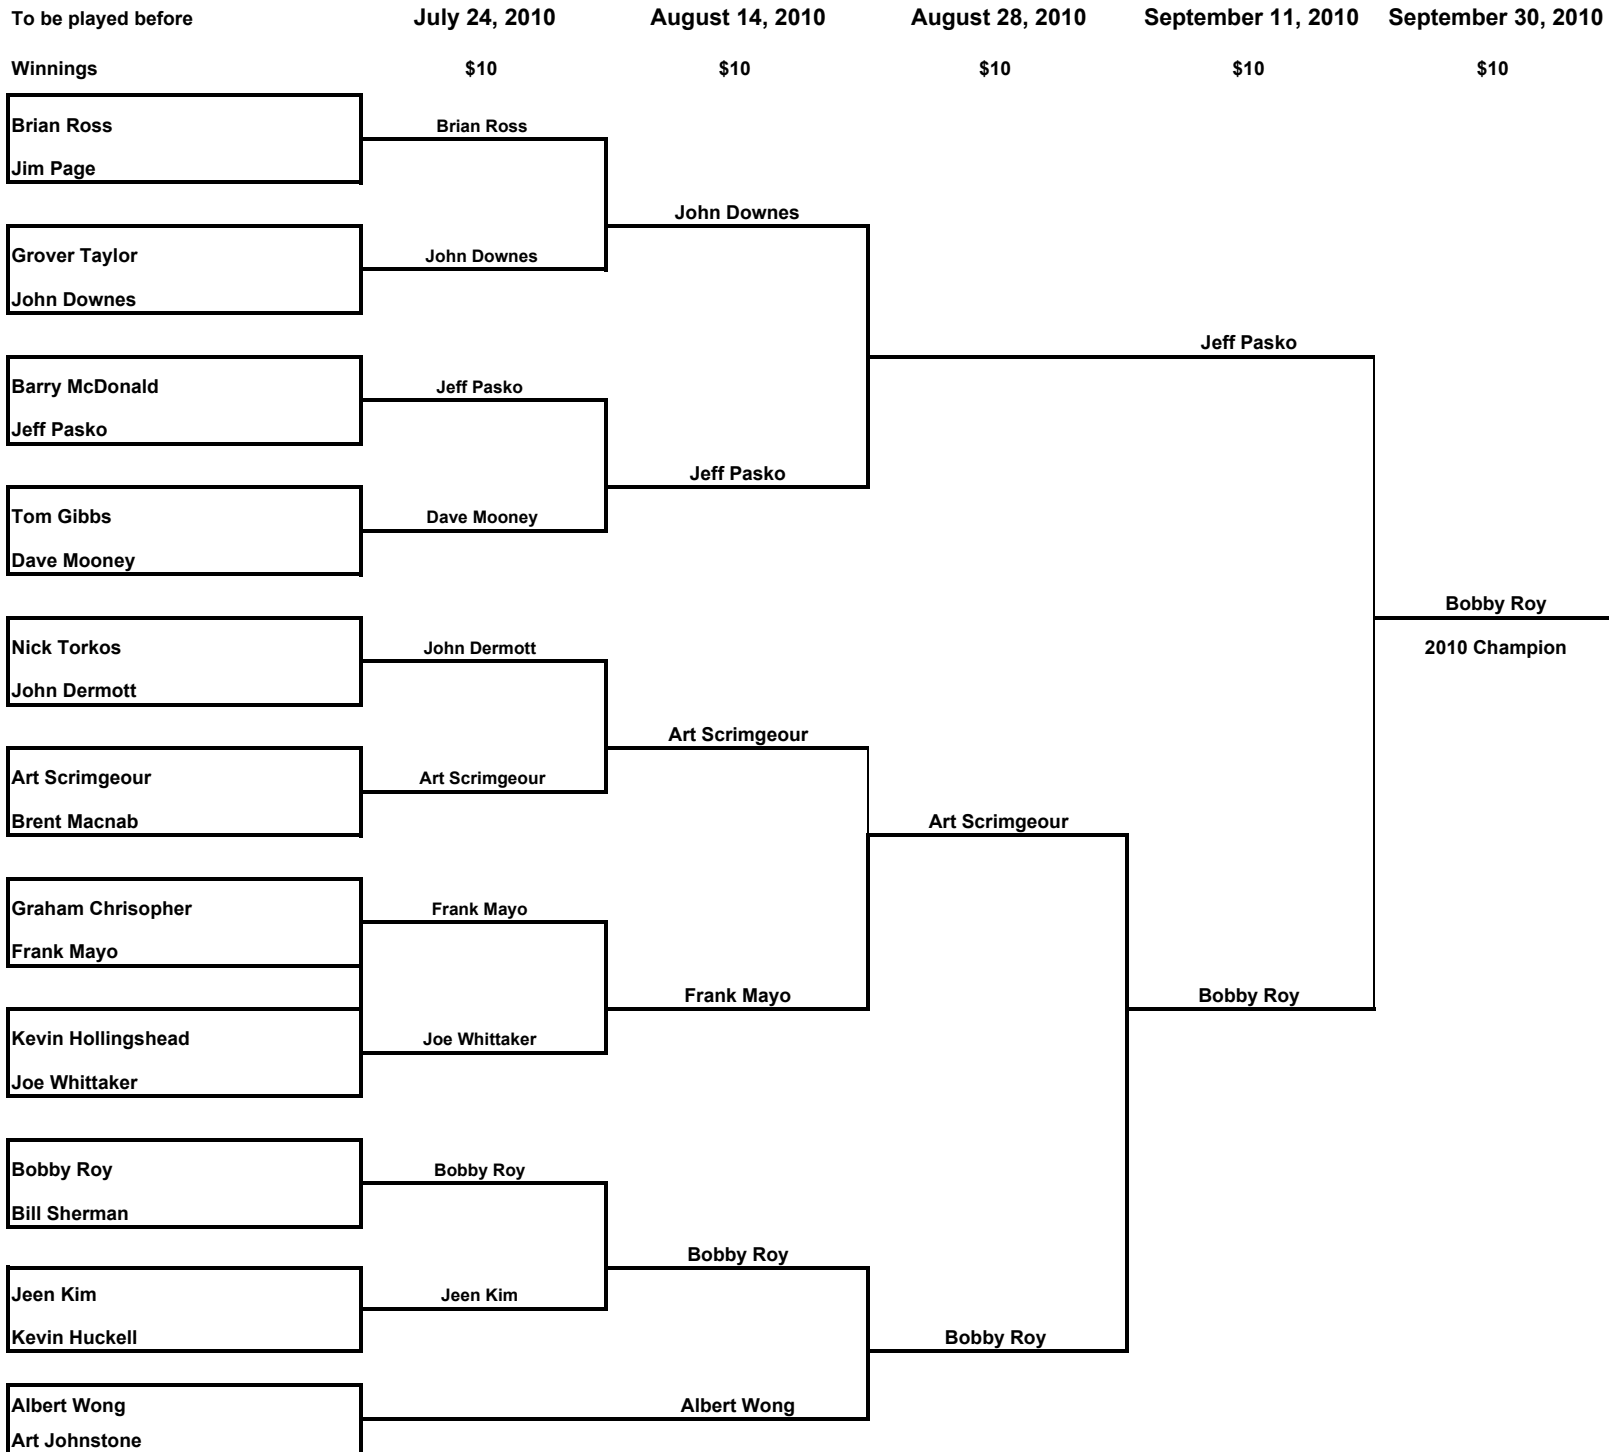 To be played before July 24, 2010 August 14, 2010 August 28, 2010 September 11, 2010 September 30, 2010
Winnings $10 $10 $10 $10 $10
Brian Ross Brian Ross
Jim Page
John Downes
Grover Taylor John Downes
John Downes
Jeff Pasko
Barry McDonald Jeff Pasko
Jeff Pasko
Jeff Pasko
Tom Gibbs Dave Mooney
Dave Mooney
Bobby Roy
Nick Torkos John Dermott 2010 Champion
John Dermott
Art Scrimgeour
Art Scrimgeour Art Scrimgeour
Brent Macnab Art Scrimgeour
Graham Chrisopher Frank Mayo
Frank Mayo
Frank Mayo Bobby Roy
Kevin Hollingshead Joe Whittaker
Joe Whittaker
Bobby Roy Bobby Roy
Bill Sherman
Bobby Roy
Jeen Kim Jeen Kim
Kevin Huckell Bobby Roy
Albert Wong Albert Wong
Art Johnstone